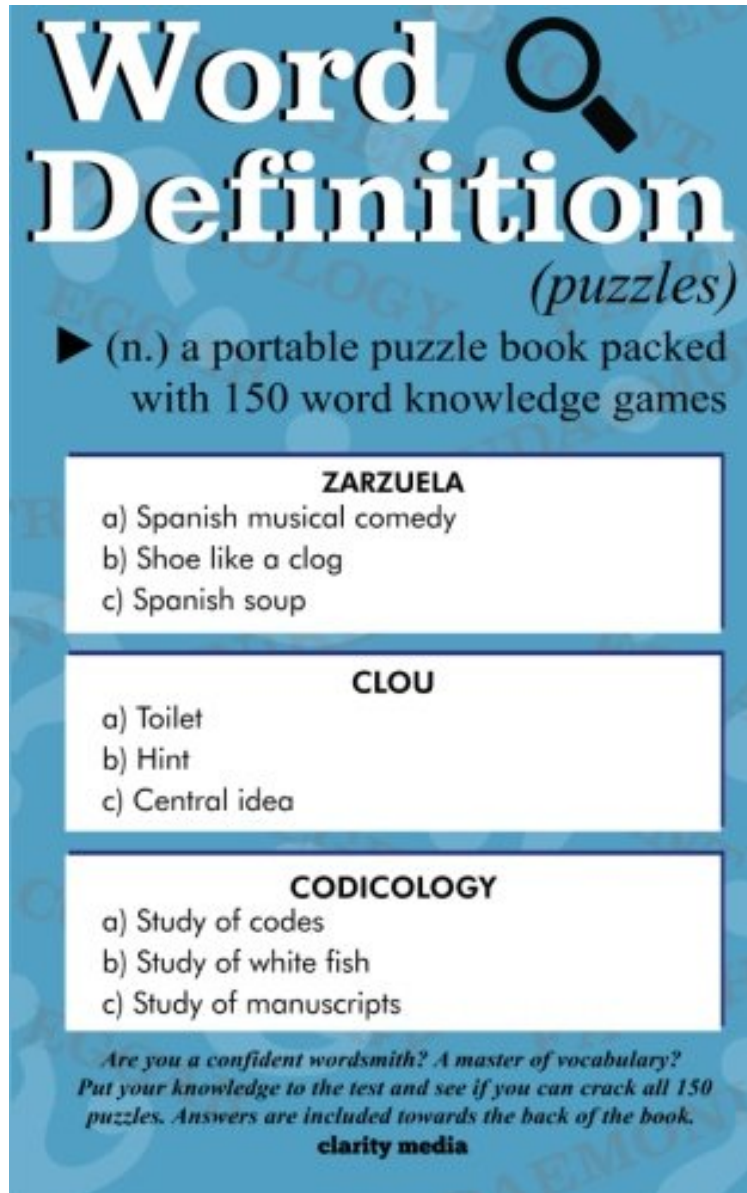 Word
Definition
(puzzles)
(n.) a portable puzzle book packed
with 150 word knowledge games
ZARZUELA
a) Spanish musical comedy
b) Shoe like a clog
c) Spanish soup
CLOU
a) Toilet
b) Hint
c) Central idea
CODICOLOGY
a) Study of codes
b) Study of white fish
c) Study of manuscripts
Are you a confident wordsmith? A master of vocabulary?
Put your knowledge to the test and see if you can crack all 150
puzzles. Answers are included towards the back of the book.
clarity media